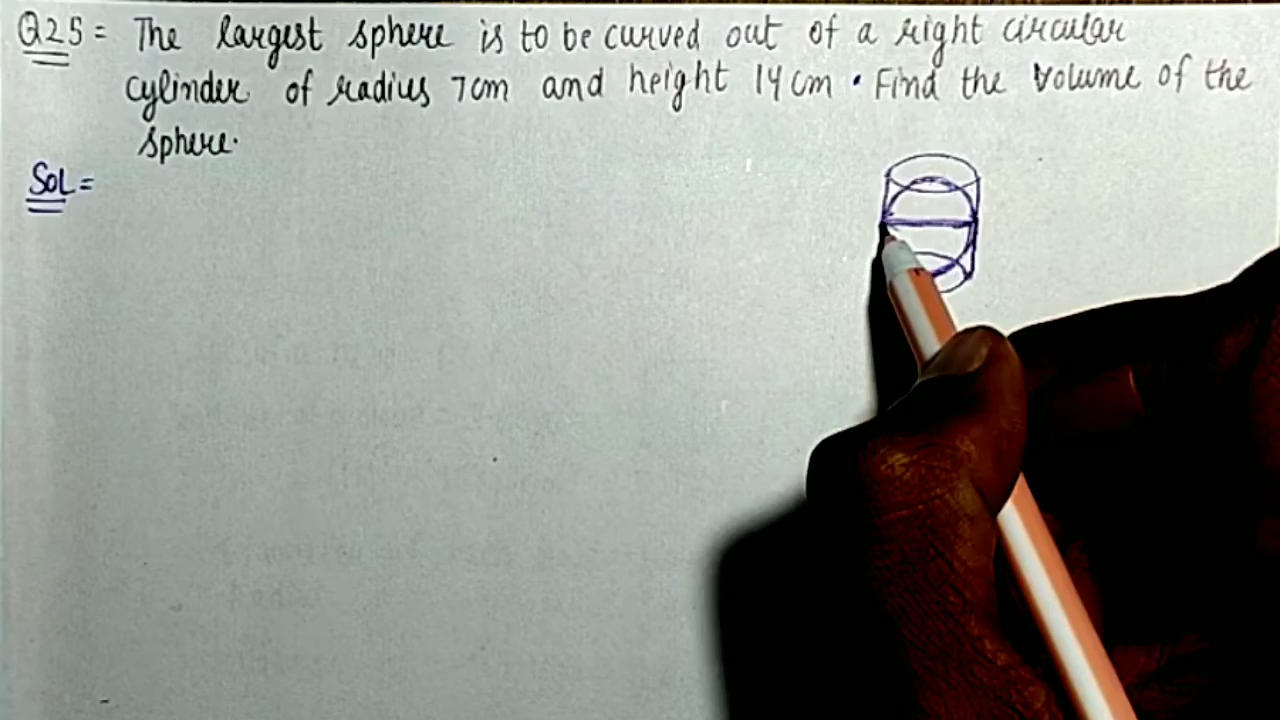 Q25= The largest sphere is to be curved out of a right circular
cylinder of radius 7cm and height 14cm. Find the volume of the
sphere.
SOL=